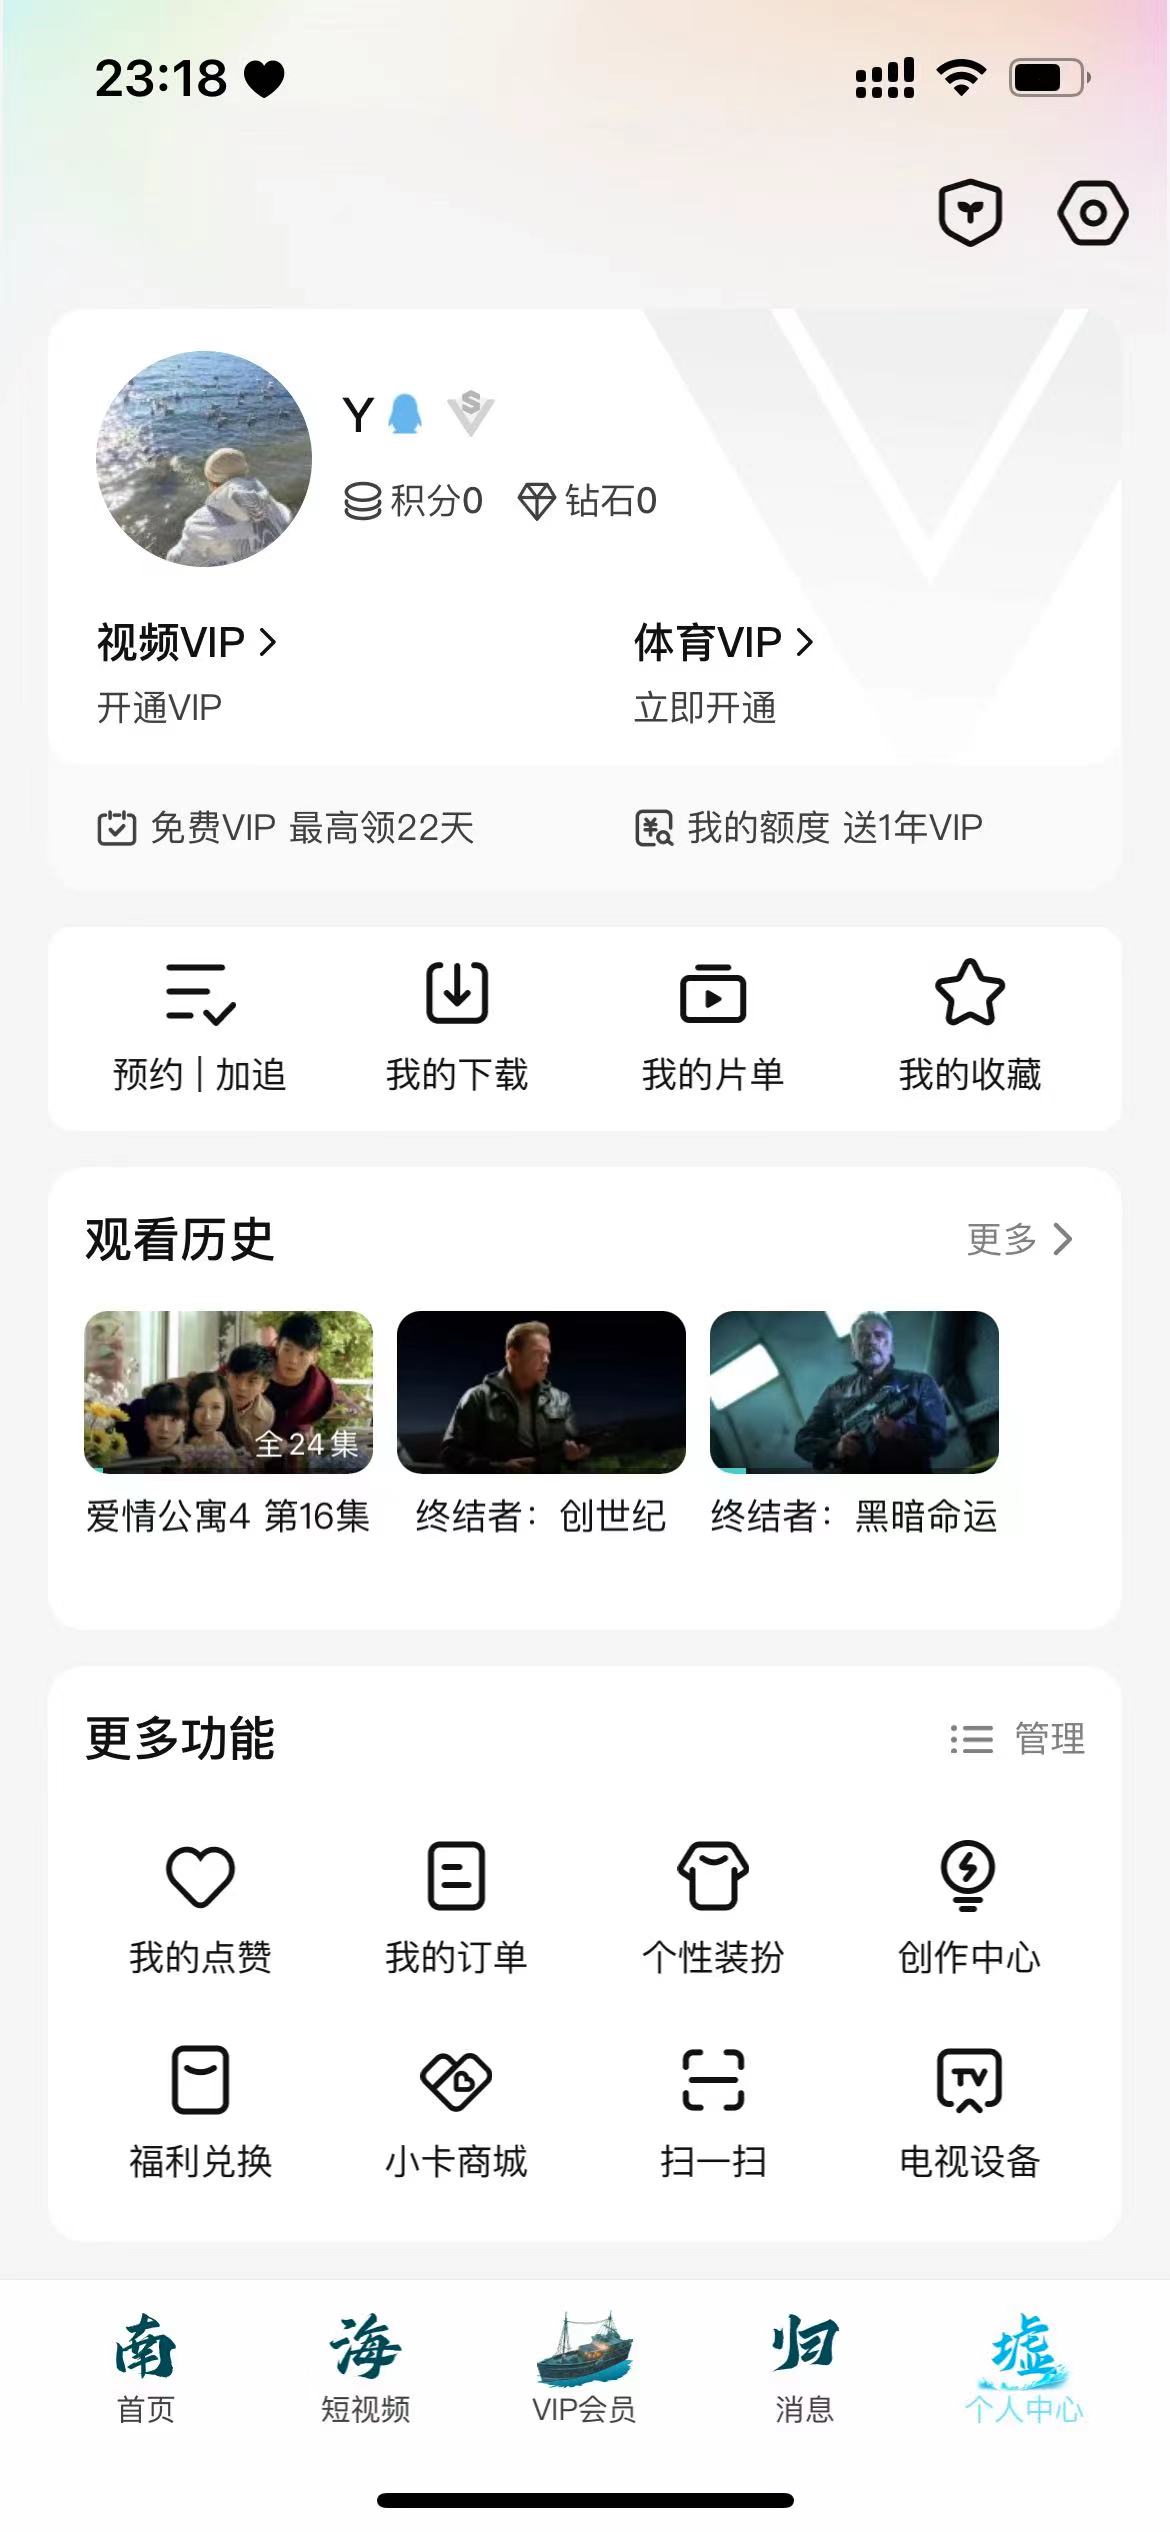 23:18
Y
积分0 钻石0
视频VIP
体育VIP
开通VIP
立即开通
免费VIP 最高领22天
我的额度 送1年VIP
预约 | 加追
我的下载
我的片单
我的收藏
观看历史
更多
全24集
爱情公寓4 第16集
终结者：创世纪
终结者：黑暗命运
更多功能
管理
我的点赞
我的订单
个性装扮
创作中心
TV
福利兑换
小卡商城
扫一扫
电视设备
南
海
归
墟
首页
短视频
VIP会员
消息
个人中心